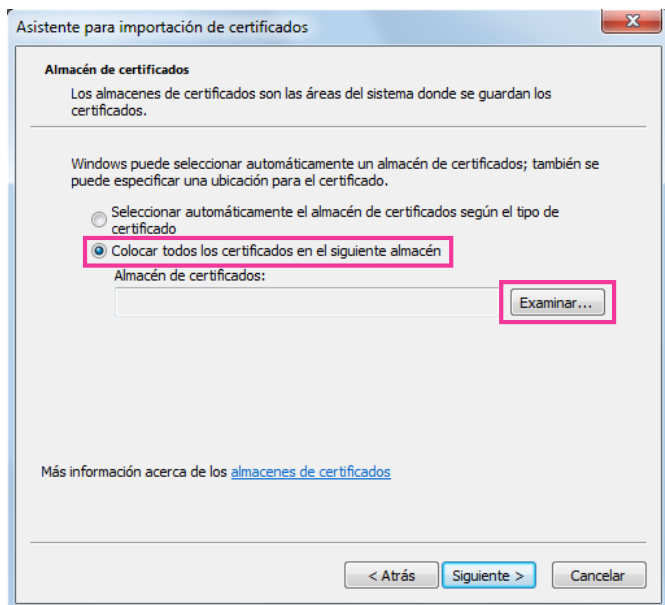 Asistente para importación de certificados
Almacén de certificados
Los almacenes de certificados son las áreas del sistema donde se guardan los
certificados.
Windows puede seleccionar automáticamente un almacén de certificados; también se
puede especificar una ubicación para el certificado.
Seleccionar automáticamente el almacén de certificados según el tipo de
certificado
Colocar todos los certificados en el siguiente almacén
Almacén de certificados:
Examinar...
Más información acerca de los almacenes de certificados
< Atrás Siguiente > Cancelar